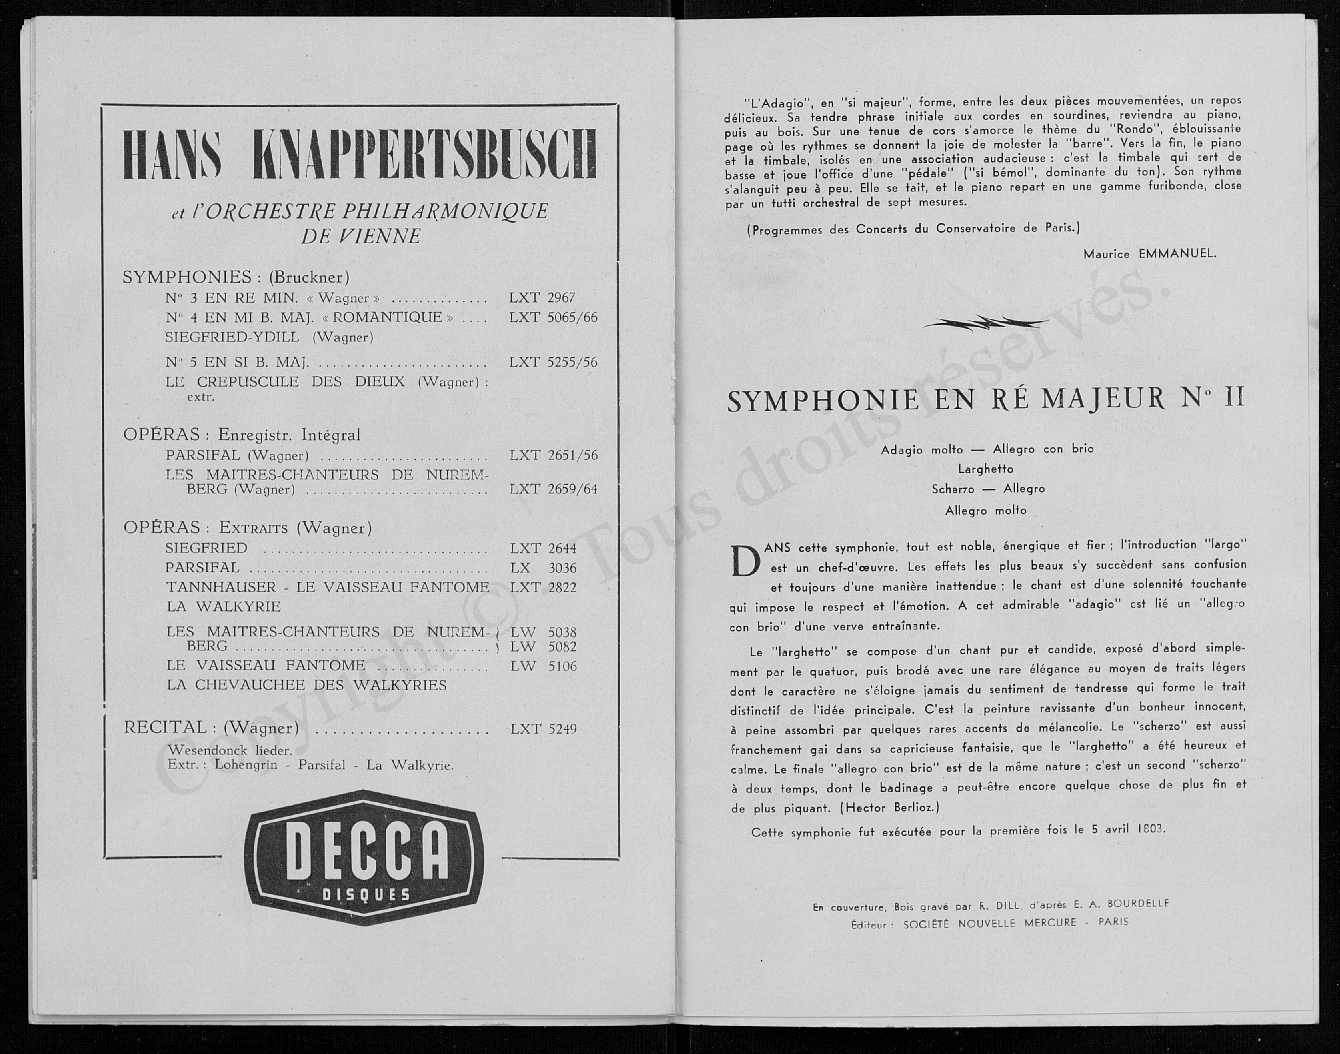 HANS KNAPPERTSBUSCH
et l'ORCHESTRE PHILHARMONIQUE
DE VIENNE
SYMPHONIES : (Bruckner)
N° 3 EN RE MIN. « Wagner » .............. LXT 2967
N° 4 EN MI B. MAJ. « ROMANTIQUE » .... LXT 5065/66
SIEGFRIED-YDILL (Wagner)
N° 5 EN SI B. MAJ. ........................ LXT 5255/56
LE CREPUSCULE DES DIEUX (Wagner) :
extr.
OPÉRAS : Enregistr. Intégral
PARSIFAL (Wagner) ........................ LXT 2651/56
LES MAITRES-CHANTEURS DE NUREM-
BERG (Wagner) .......................... LXT 2659/64
OPÉRAS : EXTRAITS (Wagner)
SIEGFRIED ................................ LXT 2644
PARSIFAL .................................. LX 3036
TANNHAUSER - LE VAISSEAU FANTOME LXT 2822
LA WALKYRIE
LES MAITRES-CHANTEURS DE NUREM- { LW 5038
BERG .................................... { LW 5082
LE VAISSEAU FANTOME ................. LW 5106
LA CHEVAUCHEE DES WALKYRIES
RECITAL : (Wagner) .................... LXT 5249
Wesendonck lieder.
Extr. : Lohengrin - Parsifal - La Walkyrie.
DECCA
DISQUES
"L'Adagio", en "si majeur", forme, entre les deux pièces mouvementées, un repos
délicieux. Sa tendre phrase initiale aux cordes en sourdines, reviendra au piano,
puis au bois. Sur une tenue de cors s'amorce le thème du "Rondo", éblouissante
page où les rythmes se donnent la joie de molester la "barre". Vers la fin, le piano
et la timbale, isolés en une association audacieuse : c'est la timbale qui sert de
basse et joue l'office d'une "pédale" ("si bémol", dominante du ton). Son rythme
s'alanguit peu à peu. Elle se tait, et le piano repart en une gamme furibonde, close
par un tutti orchestral de sept mesures.
(Programmes des Concerts du Conservatoire de Paris.)
Maurice EMMANUEL.
SYMPHONIE EN RÉ MAJEUR N° II
Adagio molto — Allegro con brio
Larghetto
Scherzo — Allegro
Allegro molto
DANS cette symphonie, tout est noble, énergique et fier ; l'introduction "largo"
est un chef-d'œuvre. Les effets les plus beaux s'y succèdent sans confusion
et toujours d'une manière inattendue ; le chant est d'une solennité touchante
qui impose le respect et l'émotion. A cet admirable "adagio" est lié un "allegro
con brio" d'une verve entraînante.
Le "larghetto" se compose d'un chant pur et candide, exposé d'abord simple-
ment par le quatuor, puis brodé avec une rare élégance au moyen de traits légers
dont le caractère ne s'éloigne jamais du sentiment de tendresse qui forme le trait
distinctif de l'idée principale. C'est la peinture ravissante d'un bonheur innocent,
à peine assombri par quelques rares accents de mélancolie. Le "scherzo" est aussi
franchement gai dans sa capricieuse fantaisie, que le "larghetto" a été heureux et
calme. Le finale "allegro con brio" est de la même nature ; c'est un second "scherzo"
à deux temps, dont le badinage a peut-être encore quelque chose de plus fin et
de plus piquant. (Hector Berlioz.)
Cette symphonie fut exécutée pour la première fois le 5 avril 1803.
En couverture, Bois gravé par R. DILL, d'après E. A. BOURDELLE
Éditeur : SOCIÉTÉ NOUVELLE MERCURE - PARIS
Copyright © - Tous droits réservés.